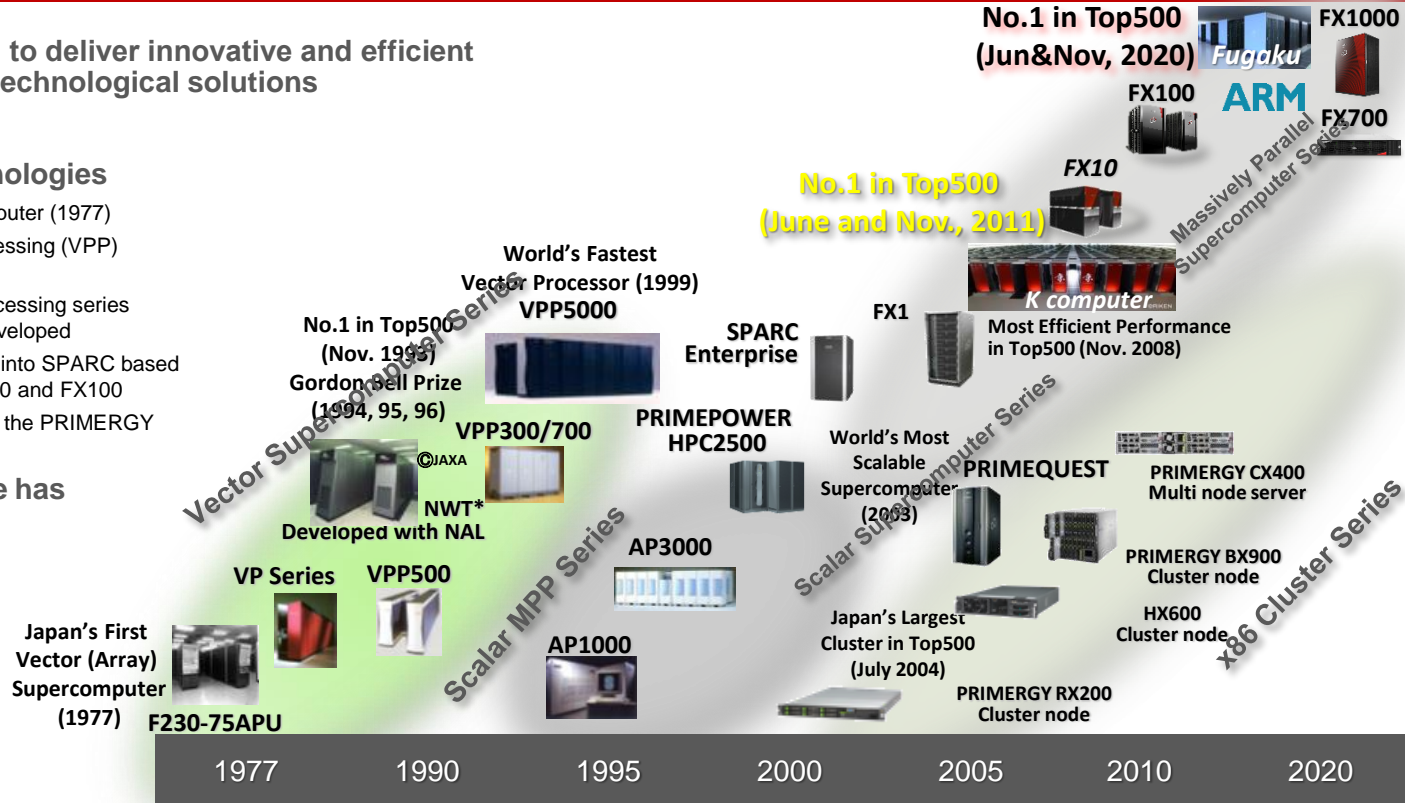 to deliver innovative and efficient
echnological solutions
nologies
outer (1977)
essing (VPP)
cessing series
veloped
into SPARC based
0 and FX100
the PRIMERGY
e has
No.1 in Top500
(Jun&Nov, 2020)
Fugaku
FX1000
ARM
FX100
FX700
Massively Parallel
Supercomputer Series
FX10
No.1 in Top500
(June and Nov., 2011)
K computer
RIKEN
Most Efficient Performance
in Top500 (Nov. 2008)
FX1
SPARC
Enterprise
World's Fastest
Vector Processor (1999)
VPP5000
Vector Supercomputer Series
No.1 in Top500
(Nov. 1993)
Gordon Bell Prize
(1994, 95, 96)
©JAXA
NWT*
Developed with NAL
VPP300/700
PRIMEPOWER
HPC2500
World's Most
Scalable
Supercomputer
(2003)
Scalar Supercomputer Series
PRIMEQUEST
PRIMERGY CX400
Multi node server
PRIMERGY BX900
Cluster node
HX600
Cluster node
x86 Cluster Series
VP Series
VPP500
Scalar MPP Series
AP3000
AP1000
Japan's Largest
Cluster in Top500
(July 2004)
PRIMERGY RX200
Cluster node
Japan's First
Vector (Array)
Supercomputer
(1977)
F230-75APU
1977
1990
1995
2000
2005
2010
2020